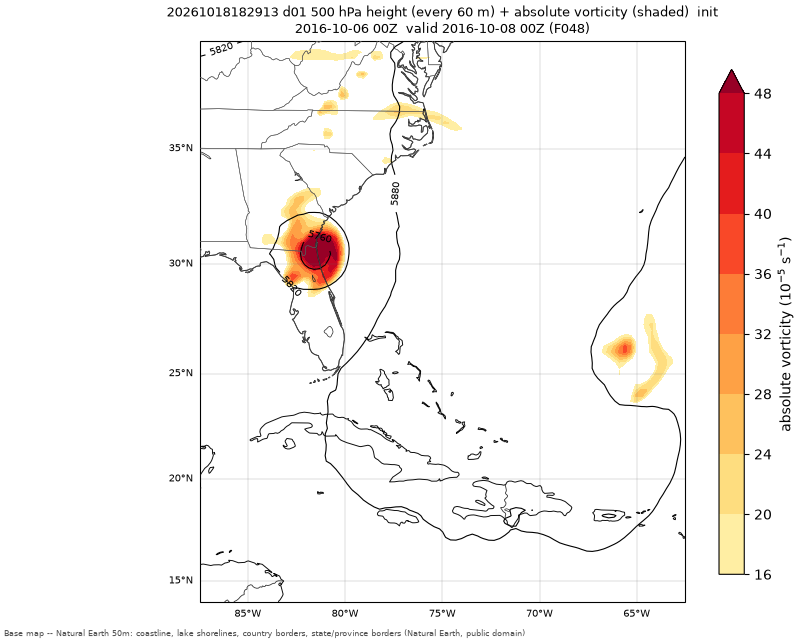 20261018182913 d01 500 hPa height (every 60 m) + absolute vorticity (shaded) init
2016-10-06 00Z valid 2016-10-08 00Z (F048)
5820
5880
5760
5820
35°N
30°N
25°N
20°N
15°N
85°W
80°W
75°W
70°W
65°W
48
44
40
36
32
28
24
20
16
absolute vorticity (10⁻⁵ s⁻¹)
Base map -- Natural Earth 50m: coastline, lake shorelines, country borders, state/province borders (Natural Earth, public domain)